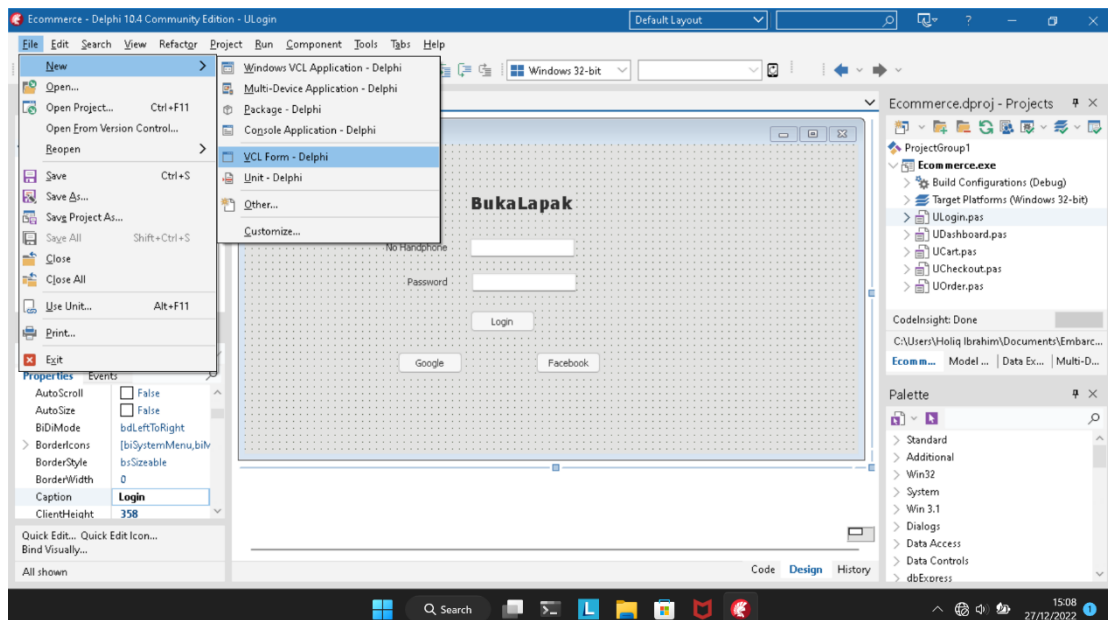 Ecommerce - Delphi 10.4 Community Edition - ULogin
Default Layout
?
File Edit Search View Refactor Project Run Component Tools Tabs Help
Windows 32-bit
New
Open...
Open Project... Ctrl+F11
Open From Version Control...
Reopen
Save Ctrl+S
Save As...
Save Project As...
Save All Shift+Ctrl+S
Close
Close All
Use Unit... Alt+F11
Print...
Exit
Windows VCL Application - Delphi
Multi-Device Application - Delphi
Package - Delphi
Console Application - Delphi
VCL Form - Delphi
Unit - Delphi
Other...
Customize...
BukaLapak
No Handphone
Password
Login
Google
Facebook
Properties Events
AutoScroll False
AutoSize False
BiDiMode bdLeftToRight
BorderIcons [biSystemMenu,biM
BorderStyle bsSizeable
BorderWidth 0
Caption Login
ClientHeight 358
Quick Edit... Quick Edit Icon...
Bind Visually...
All shown
Code Design History
Ecommerce.dproj - Projects
ProjectGroup1
Ecommerce.exe
Build Configurations (Debug)
Target Platforms (Windows 32-bit)
ULogin.pas
UDashboard.pas
UCart.pas
UCheckout.pas
UOrder.pas
CodeInsight: Done
C:\Users\Holiq Ibrahim\Documents\Embarc...
Ecomm... Model ... Data Ex... Multi-D...
Palette
Standard
Additional
Win32
System
Win 3.1
Dialogs
Data Access
Data Controls
dbExpress
Search
15:08
27/12/2022
1